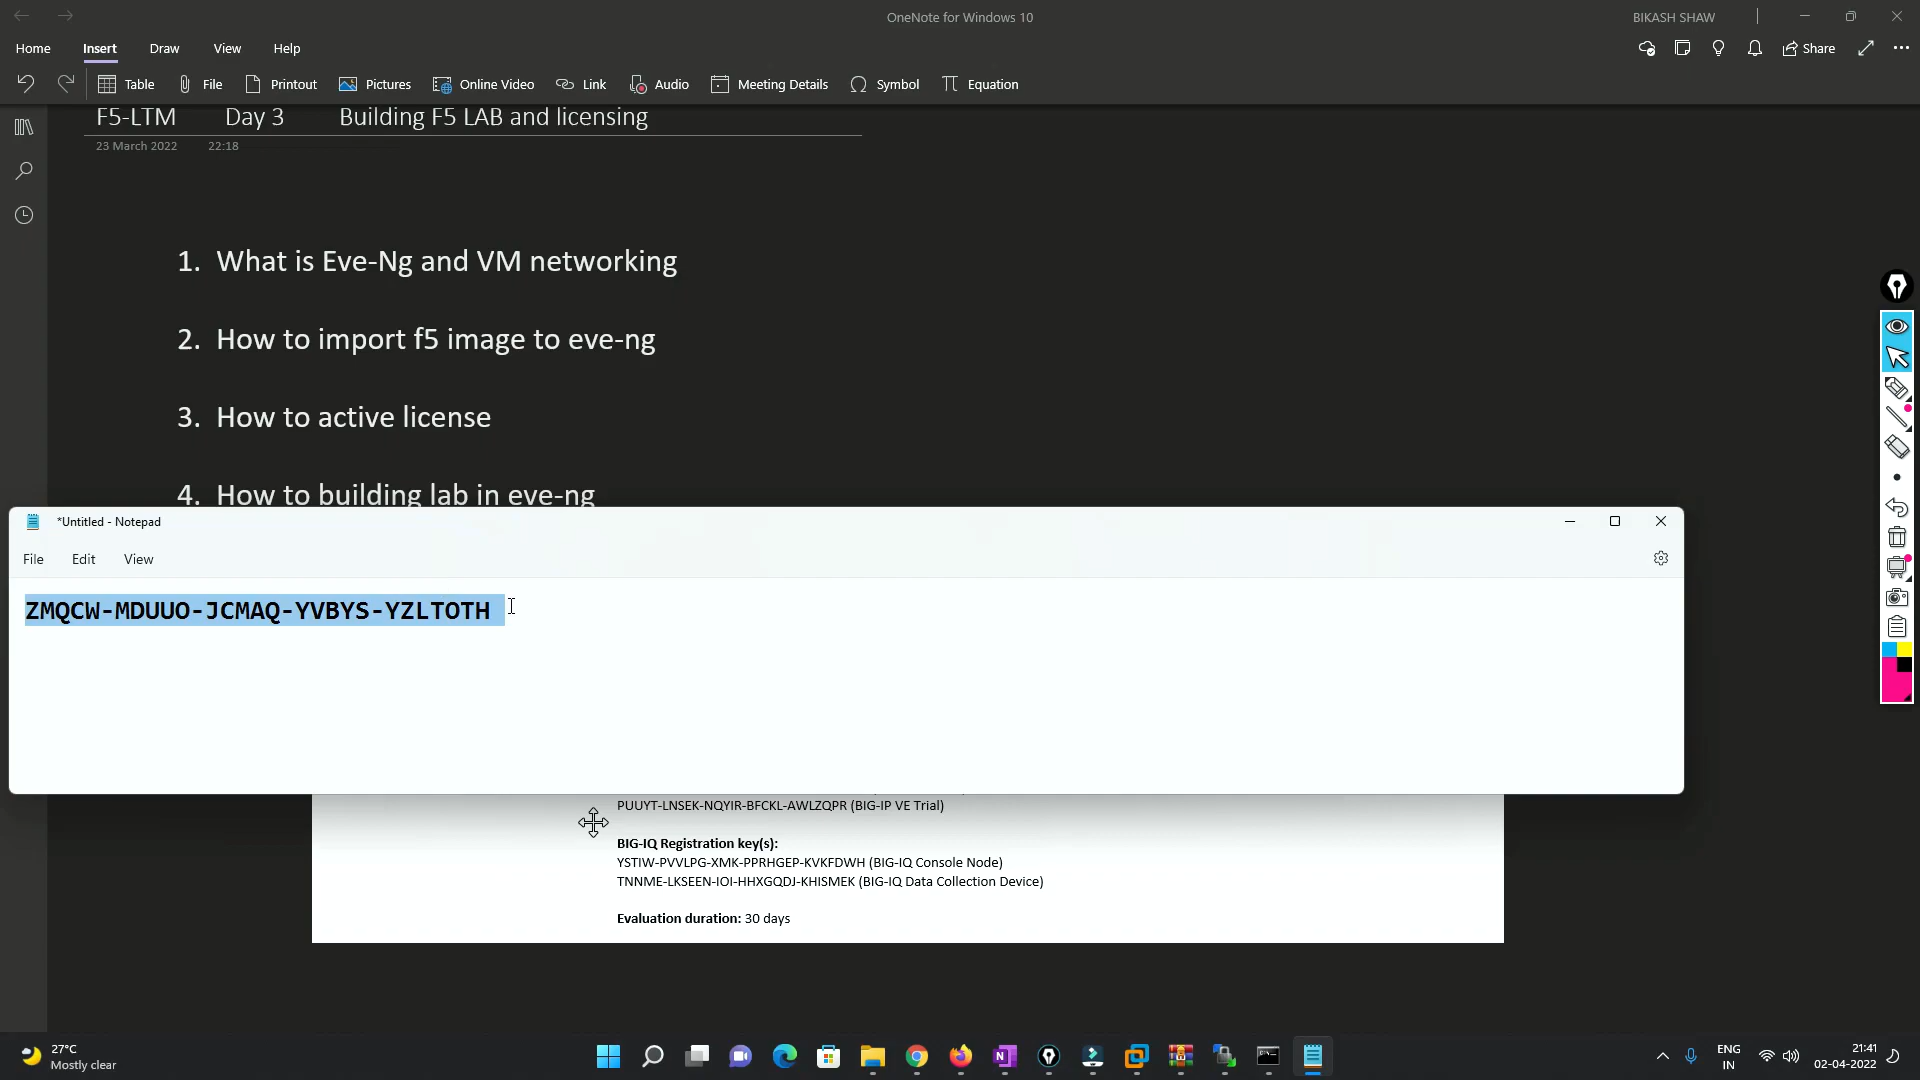 OneNote for Windows 10
BIKASH SHAW
Home
Insert
Draw
View
Help
Share
Table
File
Printout
Pictures
Online Video
Link
Audio
Meeting Details
Symbol
Equation
F5-LTM Day 3 Building F5 LAB and licensing
23 March 2022 22:18
1. What is Eve-Ng and VM networking
2. How to import f5 image to eve-ng
3. How to active license
4. How to building lab in eve-ng
*Untitled - Notepad
File
Edit
View
ZMQCW-MDUUO-JCMAQ-YVBYS-YZLTOTH
PUUYT-LNSEK-NQYIR-BFCKL-AWLZQPR (BIG-IP VE Trial)
BIG-IQ Registration key(s):
YSTIW-PVVLPG-XMK-PPRHGEP-KVKFDWH (BIG-IQ Console Node)
TNNME-LKSEEN-IOI-HHXGQDJ-KHISMEK (BIG-IQ Data Collection Device)
Evaluation duration: 30 days
27°C
Mostly clear
ENG
IN
21:41
02-04-2022